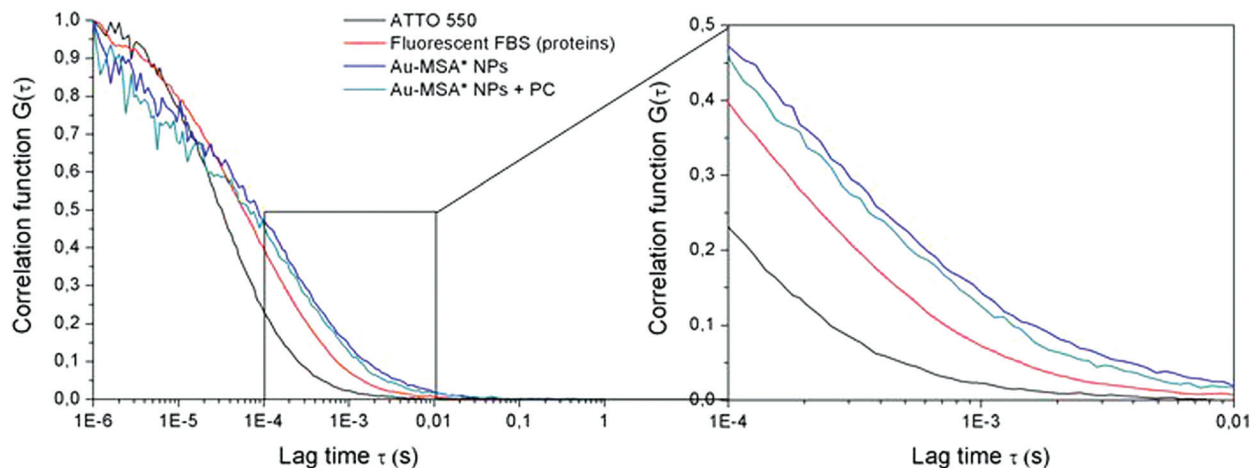 ATTO 550
Fluorescent FBS (proteins)
Au-MSA* NPs
Au-MSA* NPs + PC
Correlation function G(τ)
1.0
0.9
0.8
0.7
0.6
0.5
0.4
0.3
0.2
0.1
0.0
1E-6 1E-5 1E-4 1E-3 0,01 0,1 1
Lag time τ (s)
Correlation function G(τ)
0,5
0,4
0,3
0,2
0,1
0,0
1E-4 1E-3 0,01
Lag time τ (s)